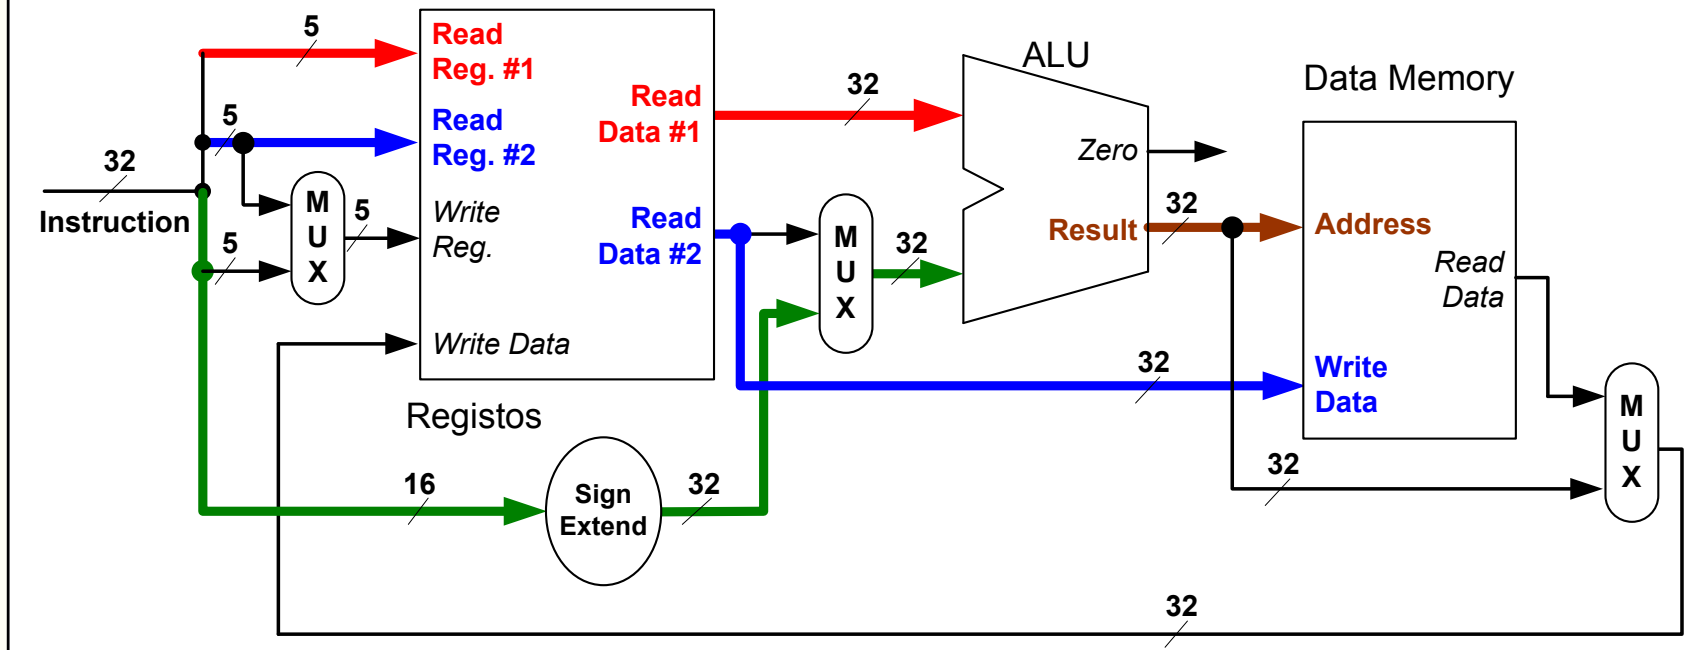 32
Instruction
5
5
5
5
M
U
X
Read
Reg. #1
Read
Reg. #2
Write
Reg.
Write Data
Read
Data #1
Read
Data #2
Registos
16
Sign
Extend
32
32
M
U
X
32
ALU
Zero
Result
32
Data Memory
Address
Read
Data
Write
Data
32
32
M
U
X
32